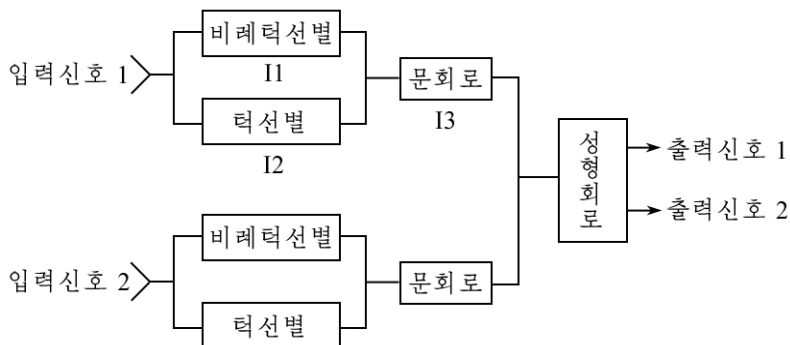 비례턱선별
입력신호 1
I1
문회로
턱선별
I3
I2
성형회로
출력신호 1
출력신호 2
비례턱선별
입력신호 2
문회로
턱선별